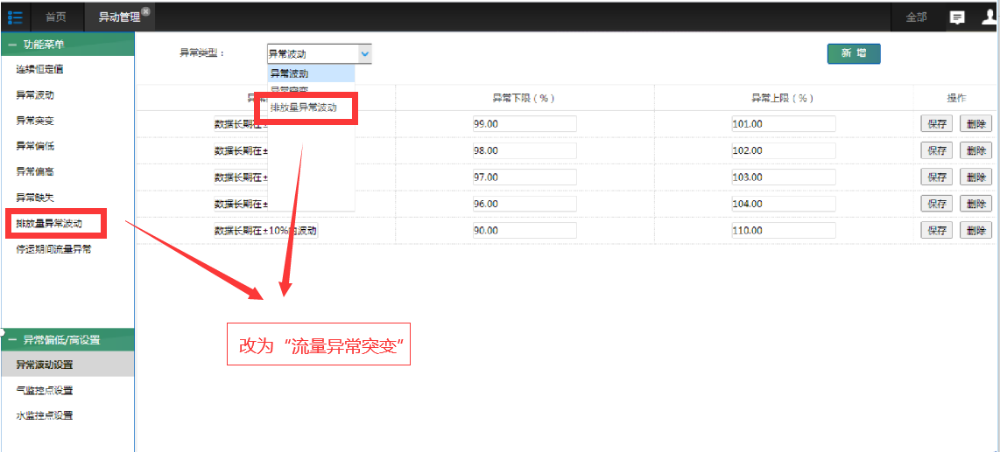 首页 异动管理 全部
功能菜单
连续恒定值
异常波动
异常突变
异常偏低
异常偏高
异常缺失
排放量异常波动
停运期间流量异常
异常偏低/高设置
异常波动设置
气监控点设置
水监控点设置
异常类型： 异常波动 新 增
异常波动
异常突变
排放量异常波动
异常下限（%） 异常上限（%） 操作
数据长期在± 99.00 101.00 保存 删除
数据长期在± 98.00 102.00 保存 删除
数据长期在± 97.00 103.00 保存 删除
数据长期在± 96.00 104.00 保存 删除
数据长期在±10%内波动 90.00 110.00 保存 删除
改为“流量异常突变”